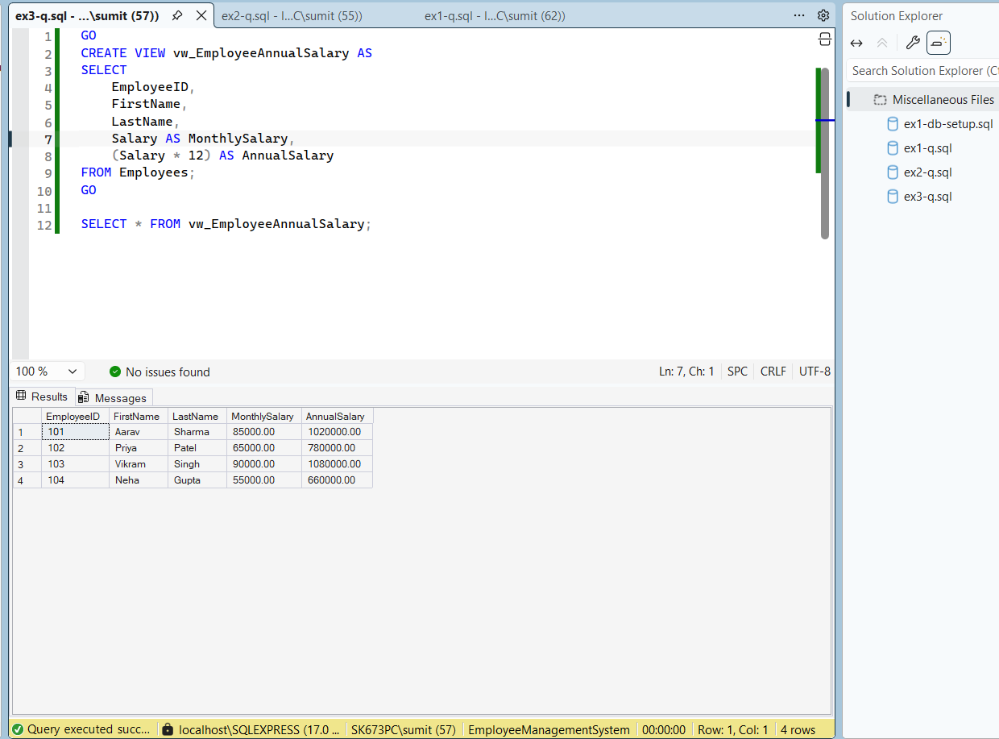 ex3-q.sql - ...\sumit (57))
ex2-q.sql - l...C\sumit (55))
ex1-q.sql - l...C\sumit (62))
1 GO
2 CREATE VIEW vw_EmployeeAnnualSalary AS
3 SELECT
4 EmployeeID,
5 FirstName,
6 LastName,
7 Salary AS MonthlySalary,
8 (Salary * 12) AS AnnualSalary
9 FROM Employees;
10 GO
11
12 SELECT * FROM vw_EmployeeAnnualSalary;
100 %
No issues found
Ln: 7, Ch: 1 SPC CRLF UTF-8
Results Messages
EmployeeID FirstName LastName MonthlySalary AnnualSalary
1 101 Aarav Sharma 85000.00 1020000.00
2 102 Priya Patel 65000.00 780000.00
3 103 Vikram Singh 90000.00 1080000.00
4 104 Neha Gupta 55000.00 660000.00
Query executed succ... localhost\SQLEXPRESS (17.0 ... SK673PC\sumit (57) EmployeeManagementSystem 00:00:00 Row: 1, Col: 1 4 rows
Solution Explorer
Search Solution Explorer (Ct
Miscellaneous Files
ex1-db-setup.sql
ex1-q.sql
ex2-q.sql
ex3-q.sql